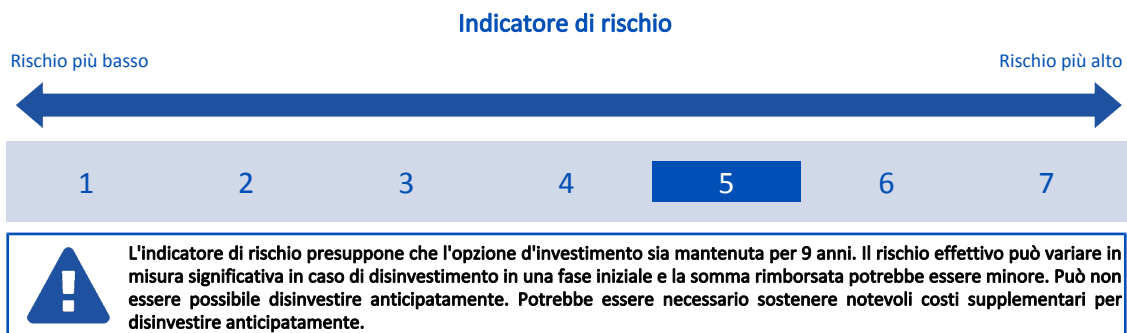 Indicatore di rischio
Rischio più basso Rischio più alto
1 2 3 4 5 6 7
L'indicatore di rischio presuppone che l'opzione d'investimento sia mantenuta per 9 anni. Il rischio effettivo può variare in
misura significativa in caso di disinvestimento in una fase iniziale e la somma rimborsata potrebbe essere minore. Può non
essere possibile disinvestire anticipatamente. Potrebbe essere necessario sostenere notevoli costi supplementari per
disinvestire anticipatamente.